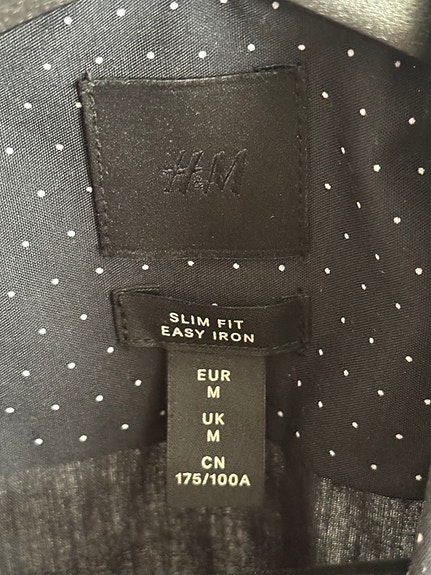 H&M
SLIM FIT
EASY IRON
EUR
M
UK
M
CN
175/100A